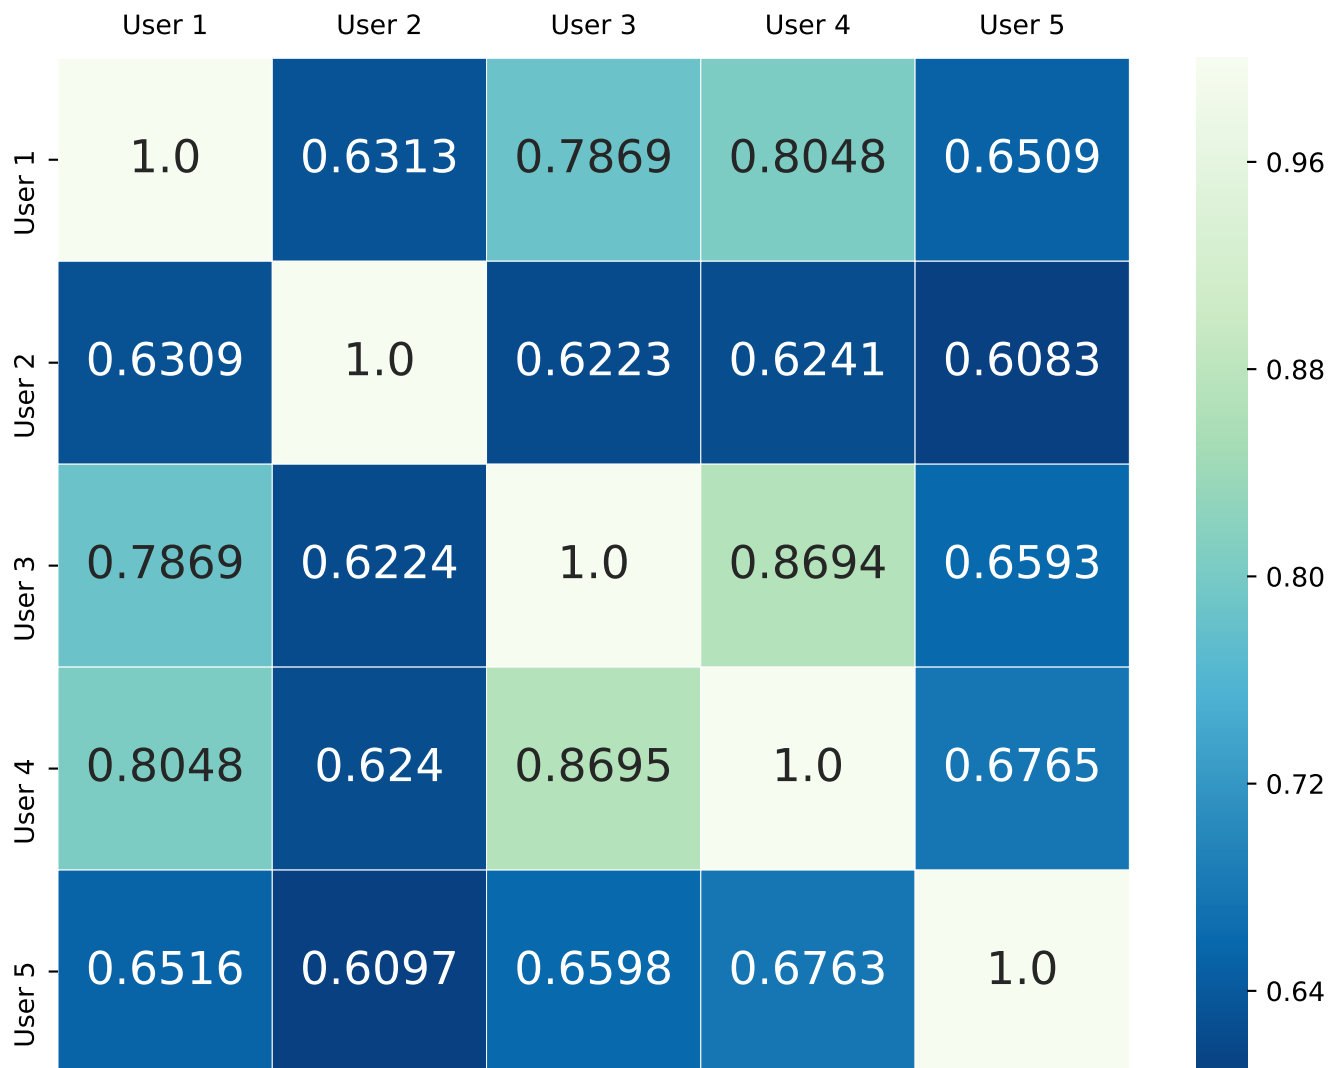 User 1 User 2 User 3 User 4 User 5
User 1 1.0 0.6313 0.7869 0.8048 0.6509
User 2 0.6309 1.0 0.6223 0.6241 0.6083
User 3 0.7869 0.6224 1.0 0.8694 0.6593
User 4 0.8048 0.624 0.8695 1.0 0.6765
User 5 0.6516 0.6097 0.6598 0.6763 1.0
0.96
0.88
0.80
0.72
0.64